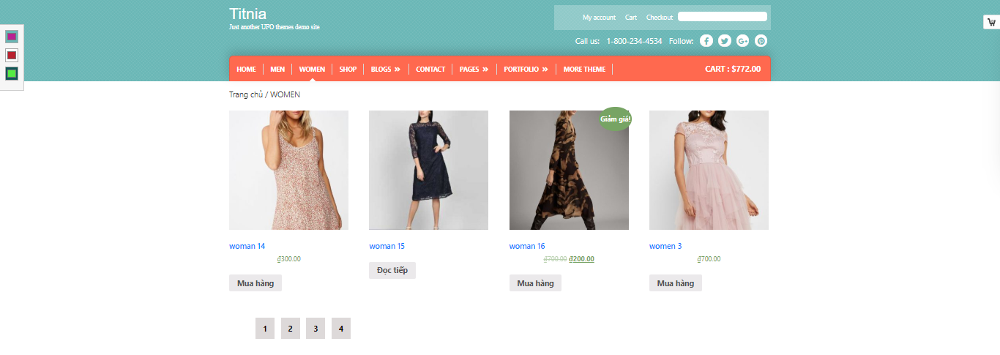 Titnia
Just another UFO themes demo site
My account Cart Checkout
Call us: 1-800-234-4534 Follow:
HOME MEN WOMEN SHOP BLOGS » CONTACT PAGES » PORTFOLIO » MORE THEME CART : $772.00
Trang chủ / WOMEN
Giảm giá!
woman 14 woman 15 woman 16 women 3
₫300.00 ₫700.00 ₫200.00 ₫700.00
Mua hàng Đọc tiếp Mua hàng Mua hàng
1 2 3 4